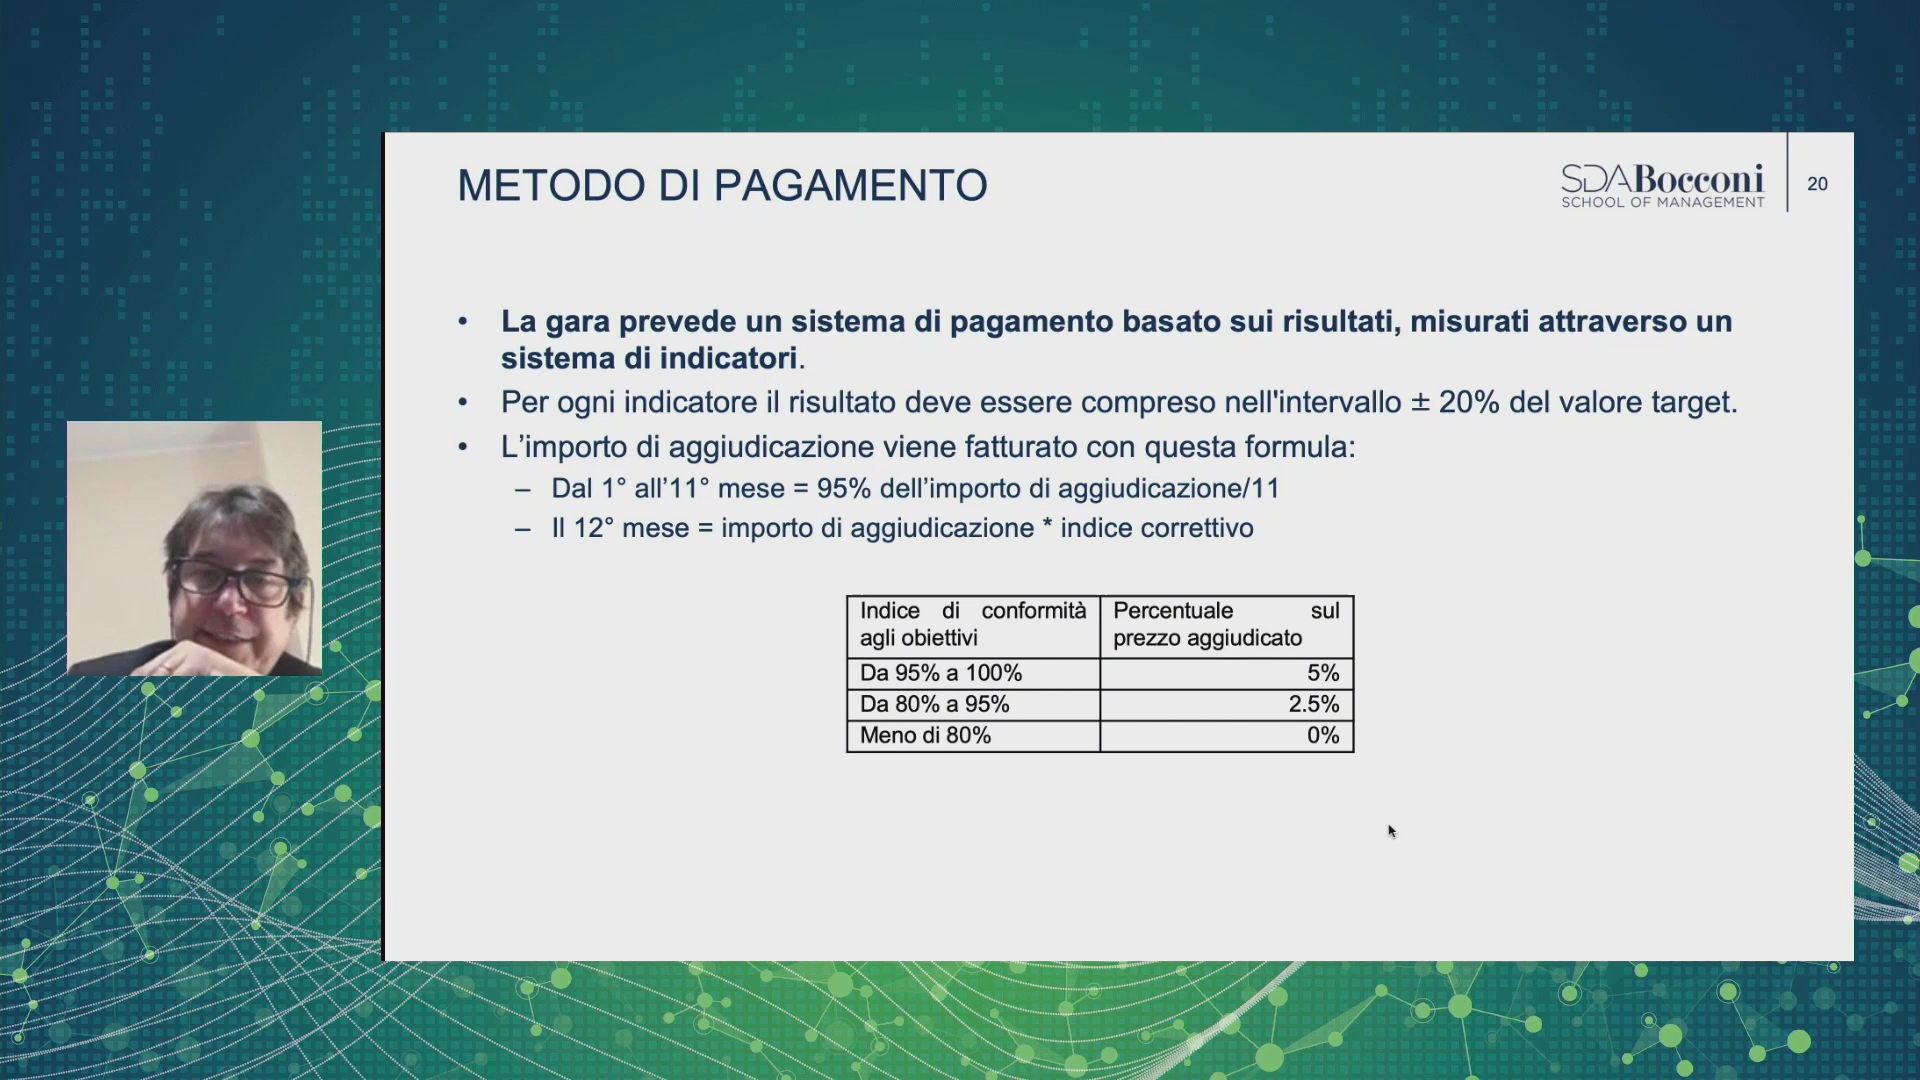 METODO DI PAGAMENTO
SDA Bocconi
SCHOOL OF MANAGEMENT
20
• La gara prevede un sistema di pagamento basato sui risultati, misurati attraverso un
sistema di indicatori.
• Per ogni indicatore il risultato deve essere compreso nell'intervallo ± 20% del valore target.
• L’importo di aggiudicazione viene fatturato con questa formula:
– Dal 1° all’11° mese = 95% dell’importo di aggiudicazione/11
– Il 12° mese = importo di aggiudicazione * indice correttivo
Indice di conformità
agli obiettivi
Percentuale sul
prezzo aggiudicato
Da 95% a 100% 5%
Da 80% a 95% 2.5%
Meno di 80% 0%